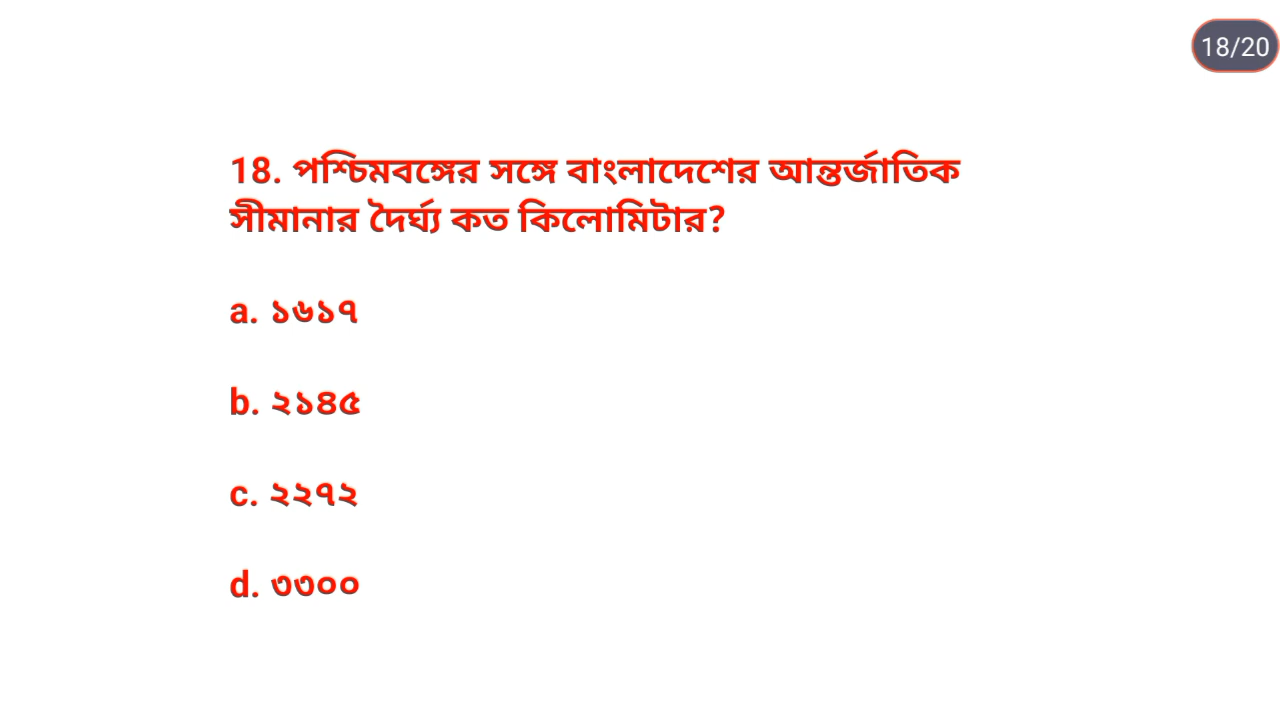 18/20
18. পশ্চিমবঙ্গের সঙ্গে বাংলাদেশের আন্তর্জাতিক
সীমানার দৈর্ঘ্য কত কিলোমিটার?
a. ১৬১৭
b. ২১৪৫
c. ২২৭২
d. ৩৩০০